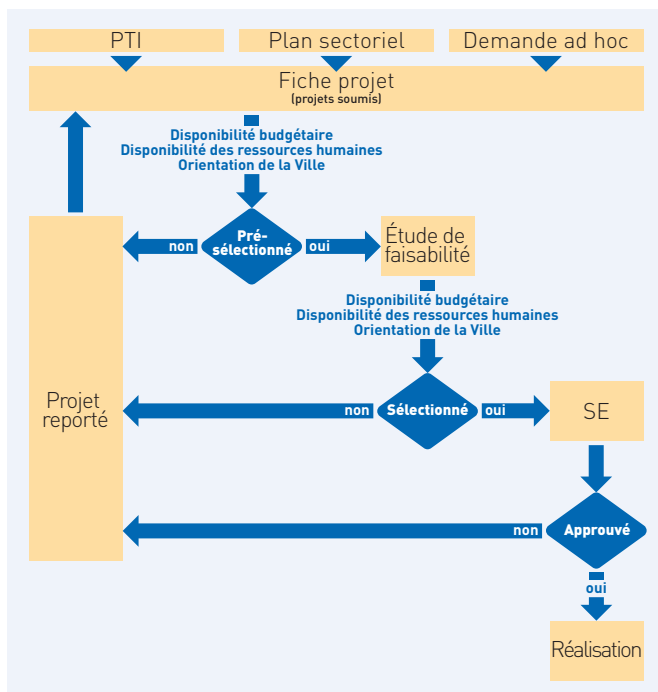 PTI
Plan sectoriel
Demande ad hoc
Fiche projet
(projets soumis)
Disponibilité budgétaire
Disponibilité des ressources humaines
Orientation de la Ville
non
Pré-
sélectionné
oui
Étude de
faisabilité
Disponibilité budgétaire
Disponibilité des ressources humaines
Orientation de la Ville
Projet
reporté
non
Sélectionné
oui
SE
non
Approuvé
oui
Réalisation